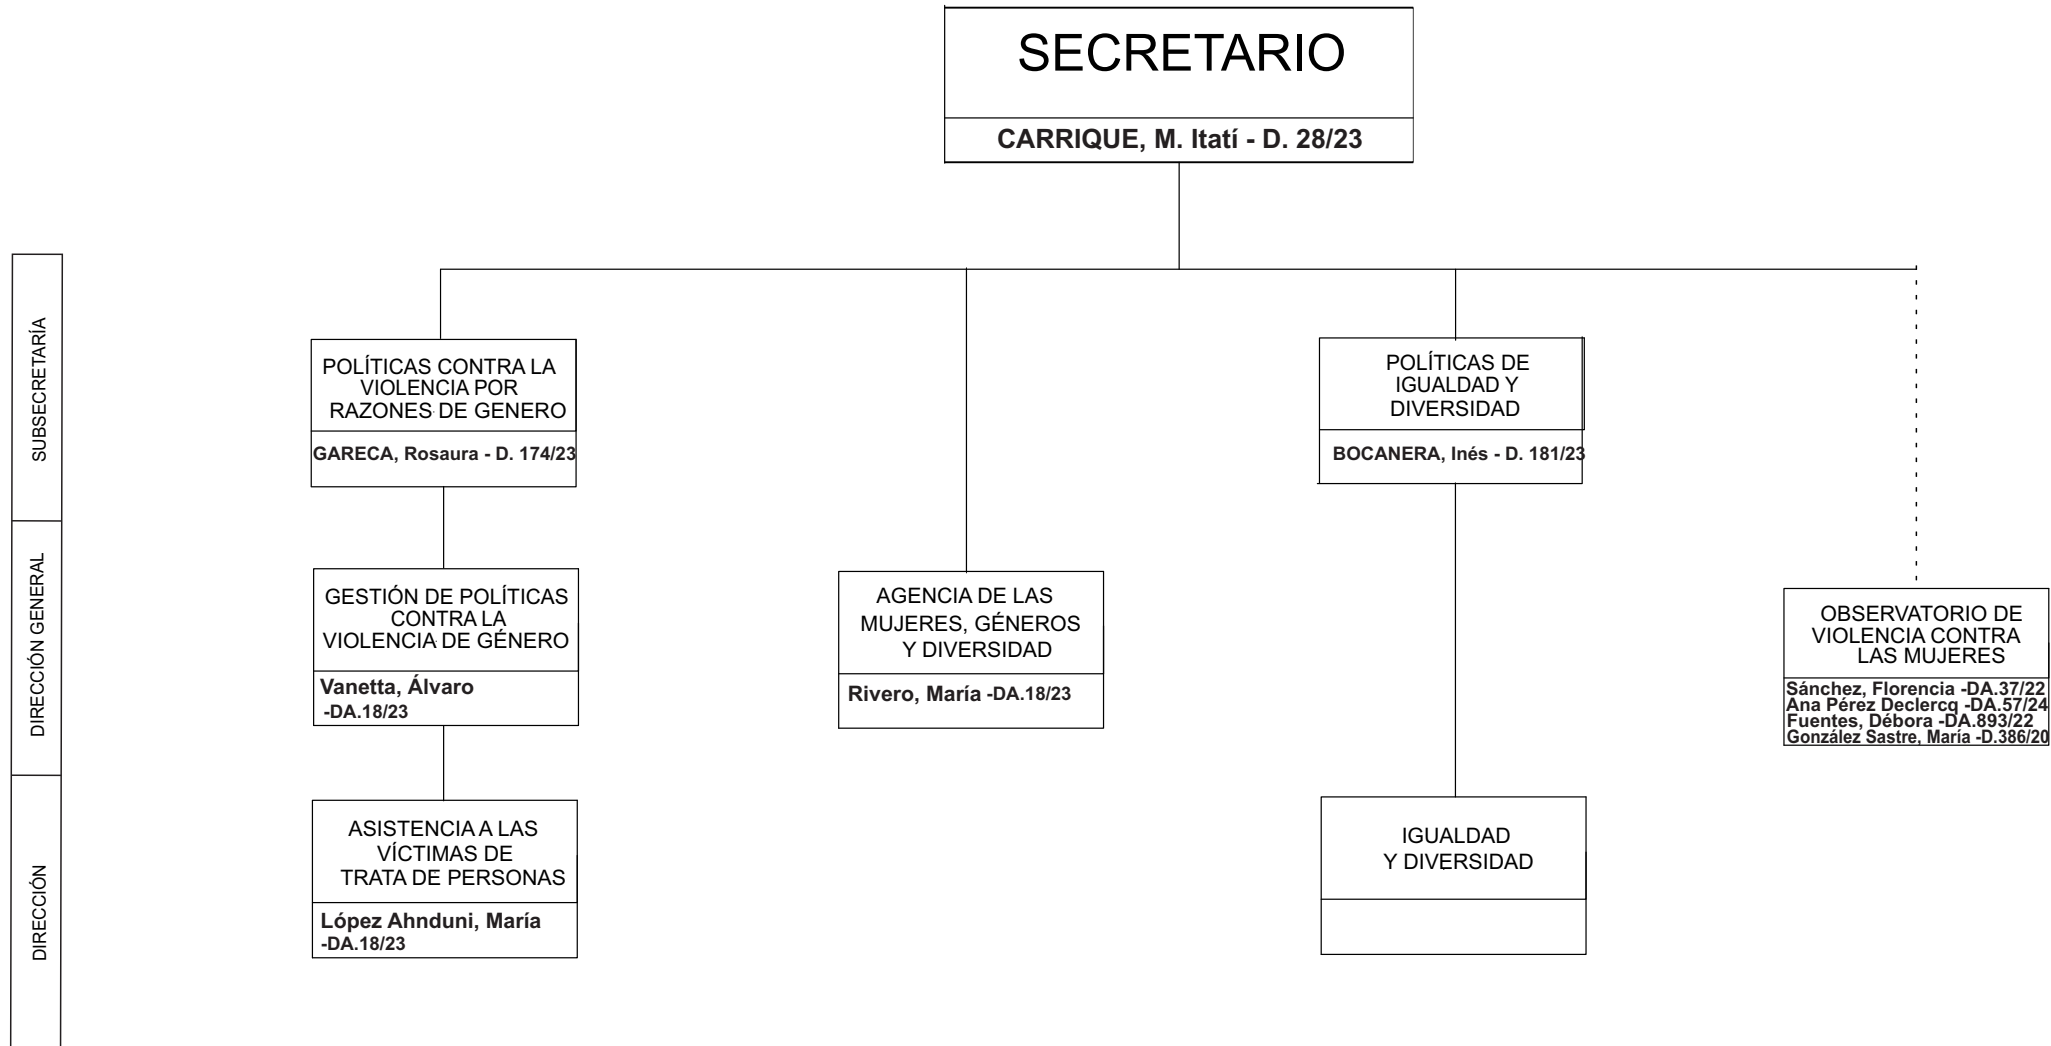 SECRETARIO
CARRIQUE, M. Itatí - D. 28/23
SUBSECRETARÍA
POLÍTICAS CONTRA LA
VIOLENCIA POR
RAZONES DE GENERO
GARECA, Rosaura - D. 174/23
POLÍTICAS DE
IGUALDAD Y
DIVERSIDAD
BOCANERA, Inés - D. 181/23
DIRECCIÓN GENERAL
GESTIÓN DE POLÍTICAS
CONTRA LA
VIOLENCIA DE GÉNERO
Vanetta, Álvaro
-DA.18/23
AGENCIA DE LAS
MUJERES, GÉNEROS
Y DIVERSIDAD
Rivero, María -DA.18/23
OBSERVATORIO DE
VIOLENCIA CONTRA
LAS MUJERES
Sánchez, Florencia -DA.37/22
Ana Pérez Declercq -DA.57/24
Fuentes, Débora -DA.893/22
González Sastre, María -D.386/20
DIRECCIÓN
ASISTENCIA A LAS
VÍCTIMAS DE
TRATA DE PERSONAS
López Ahnduni, María
-DA.18/23
IGUALDAD
Y DIVERSIDAD